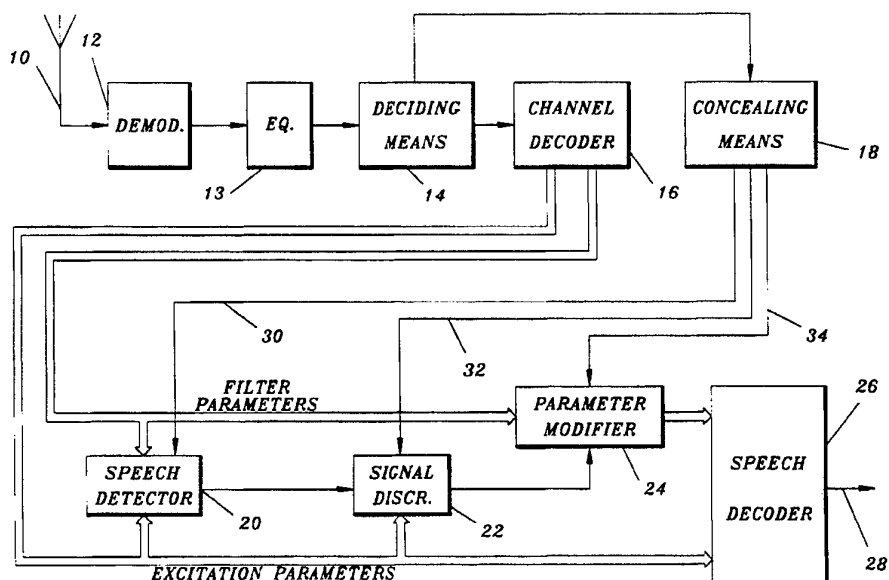 10
12
DEMOD.
EQ.
13
DECIDING
MEANS
14
CHANNEL
DECODER
16
CONCEALING
MEANS
18
30
32
34
FILTER
PARAMETERS
PARAMETER
MODIFIER
24
26
SPEECH
DETECTOR
20
SIGNAL
DISCR.
22
SPEECH
DECODER
28
EXCITATION PARAMETERS